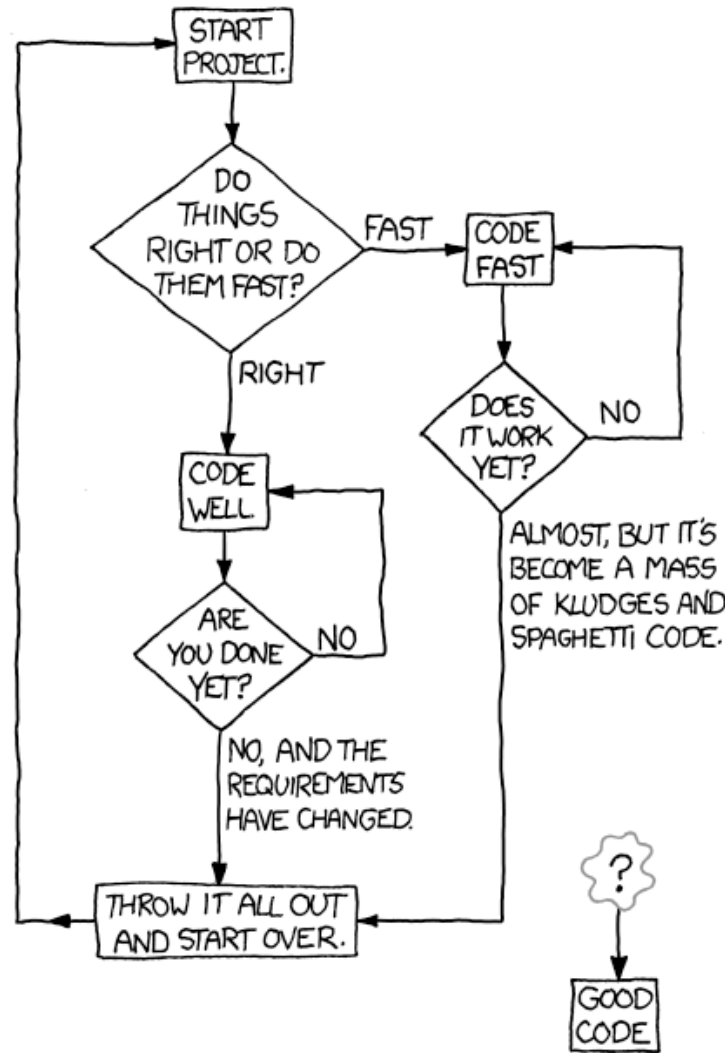 START
PROJECT.
DO
THINGS
RIGHT OR DO
THEM FAST?
FAST
CODE
FAST
RIGHT
DOES
IT WORK
YET?
NO
CODE
WELL
ALMOST, BUT IT'S
BECOME A MASS
OF KLUDGES AND
SPAGHETTI CODE.
ARE
YOU DONE
YET?
NO
NO, AND THE
REQUIREMENTS
HAVE CHANGED.
THROW IT ALL OUT
AND START OVER.
?
GOOD
CODE